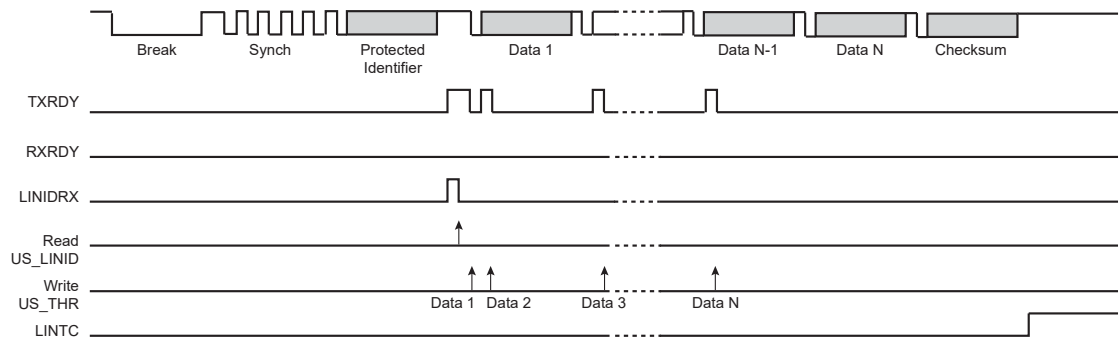 Break Synch Protected Data 1 Data N-1 Data N Checksum
Identifier
TXRDY
RXRDY
LINIDRX
Read
US_LINID
Write
US_THR Data 1 Data 2 Data 3 Data N
LINTC